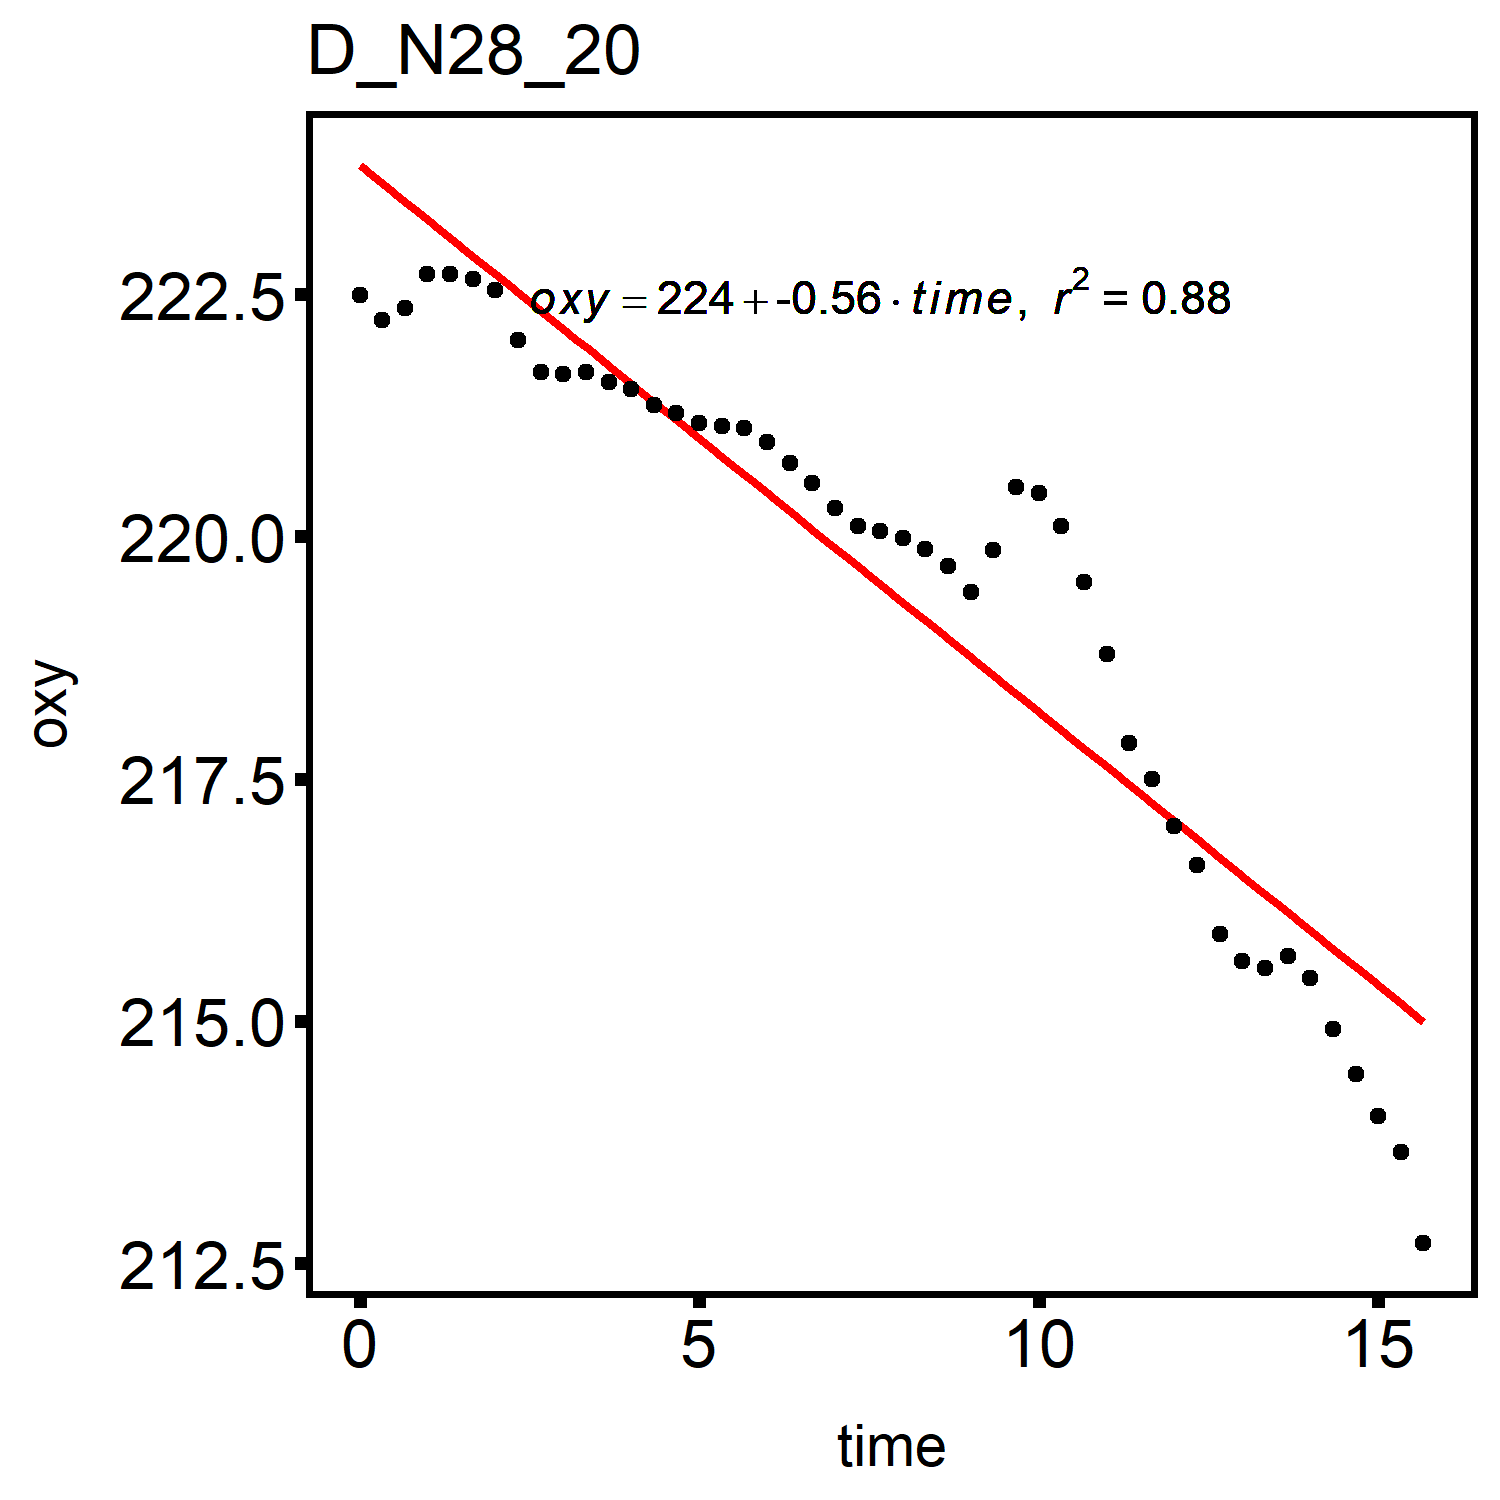 D_N28_20
oxy = 224 + -0.56 · time, r² = 0.88
222.5
220.0
217.5
215.0
212.5
oxy
0 5 10 15
time